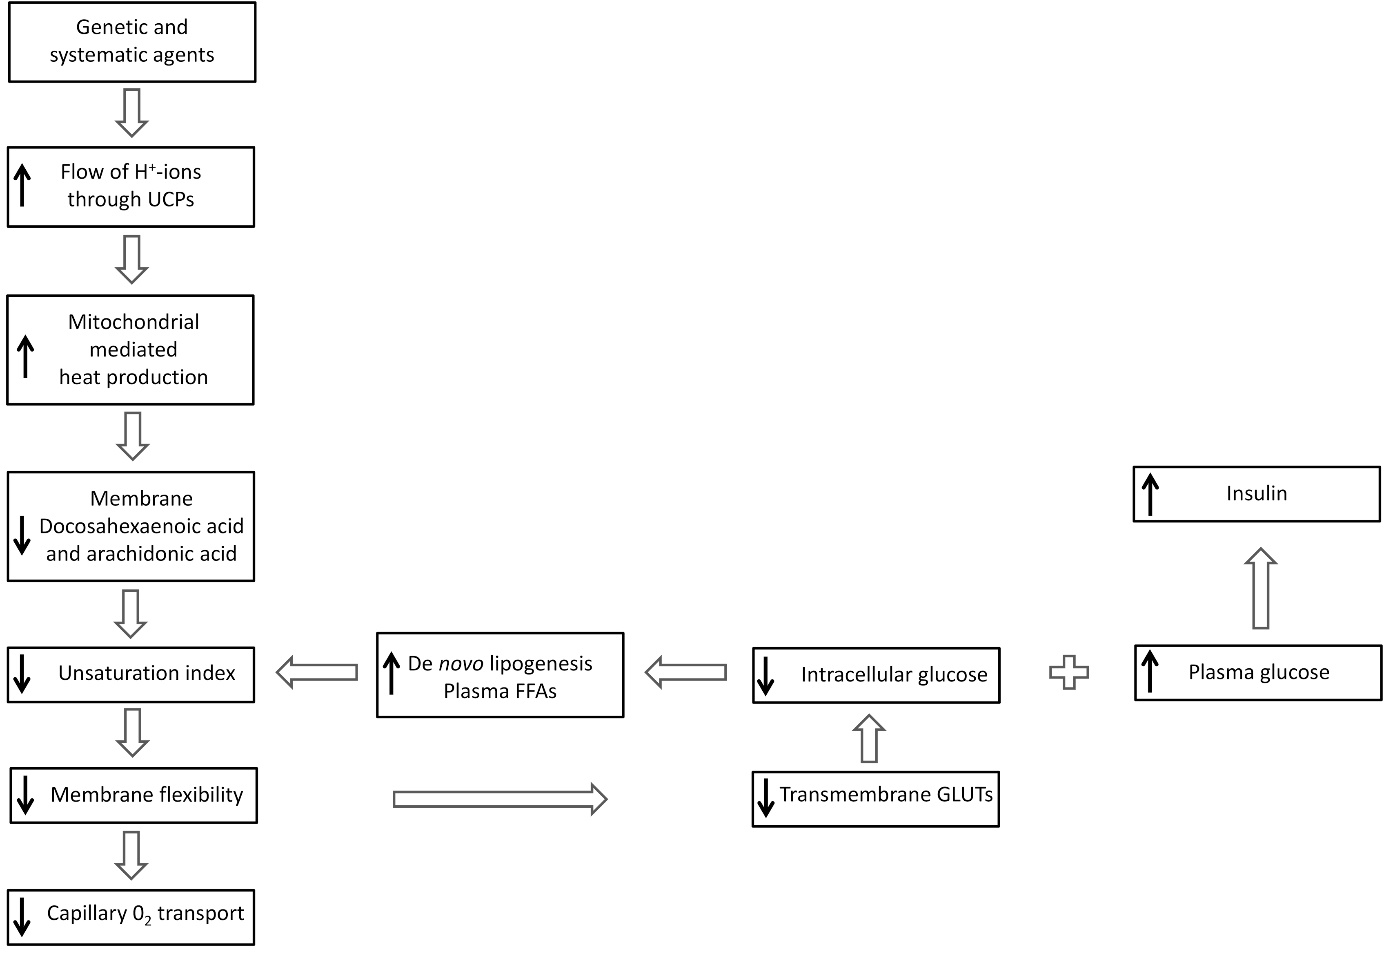 Genetic and
systematic agents
Flow of H⁺-ions
through UCPs
Mitochondrial
mediated
heat production
Membrane
Docosahexaenoic acid
and arachidonic acid
Insulin
Unsaturation index
De novo lipogenesis
Plasma FFAs
Intracellular glucose
Plasma glucose
Membrane flexibility
Transmembrane GLUTs
Capillary 0₂ transport